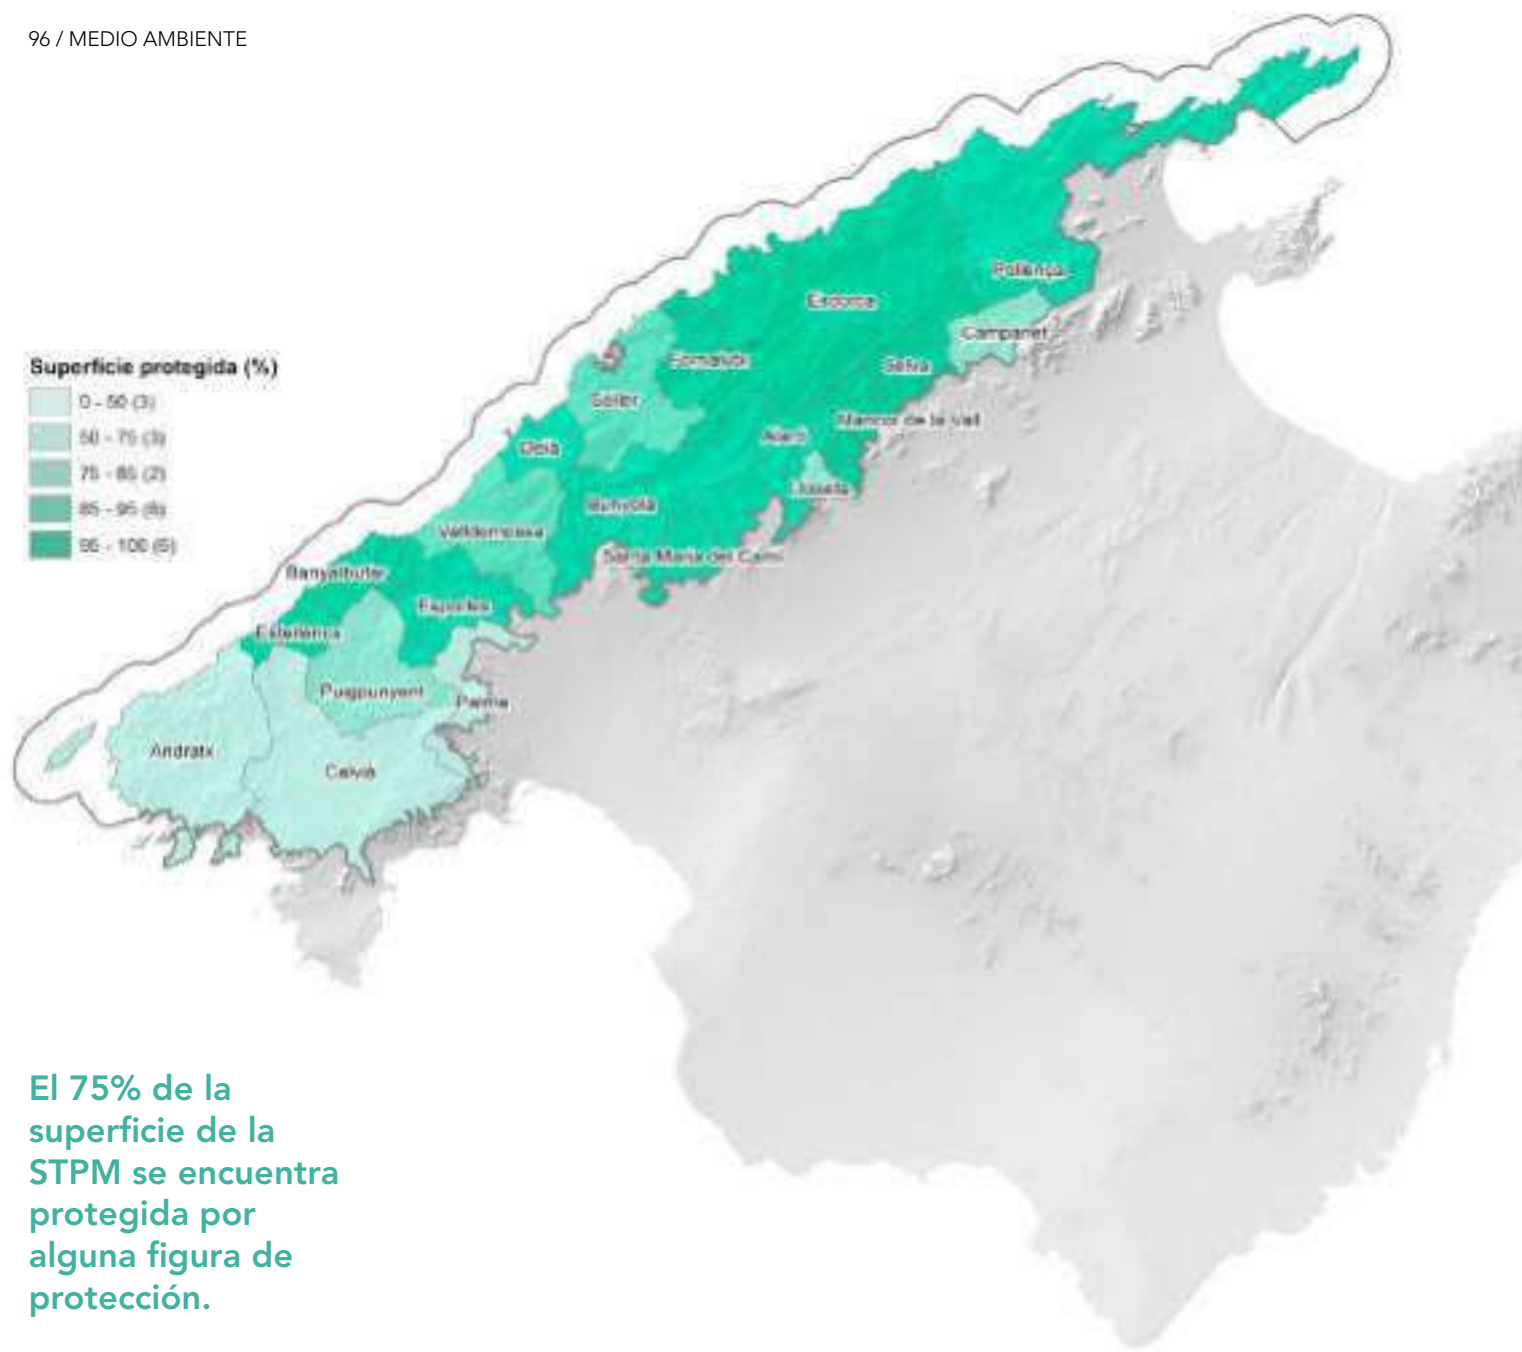 96 / MEDIO AMBIENTE
Pollença
Escorca
Campanet
Superficie protegida (%)
Fornalutx
Selva
0 - 50 (3)
Sóller
Mancor de la Vall
50 - 75 (3)
Alaró
Deià
75 - 85 (2)
Lloseta
Bunyola
85 - 95 (6)
Valldemossa
95 - 100 (6)
Santa Maria del Camí
Banyalbufar
Esporles
Estellencs
Puigpunyent
Palma
Andratx
Calvià
El 75% de la
superficie de la
STPM se encuentra
protegida por
alguna figura de
protección.